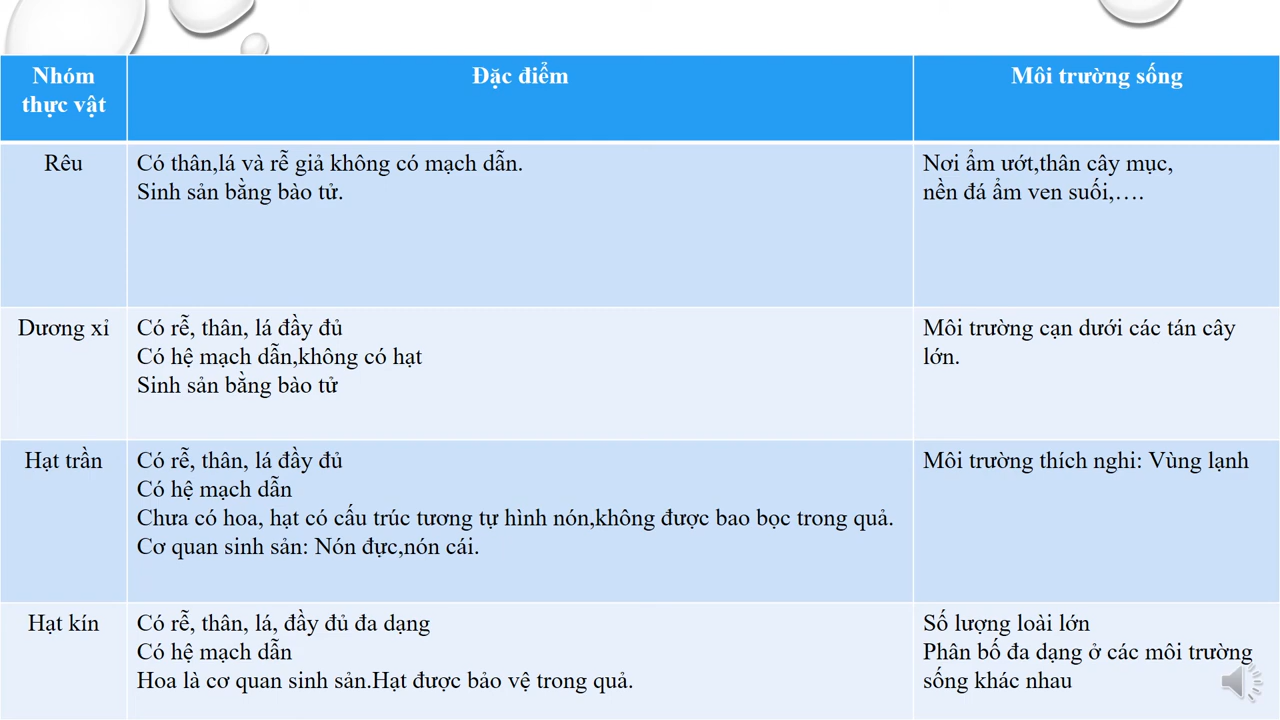 Nhóm
thực vật
Đặc điểm
Môi trường sống
Rêu
Có thân,lá và rễ giả không có mạch dẫn.
Sinh sản bằng bào tử.
Nơi ẩm ướt,thân cây mục,
nền đá ẩm ven suối,….
Dương xỉ
Có rễ, thân, lá đầy đủ
Có hệ mạch dẫn,không có hạt
Sinh sản bằng bào tử
Môi trường cạn dưới các tán cây
lớn.
Hạt trần
Có rễ, thân, lá đầy đủ
Có hệ mạch dẫn
Chưa có hoa, hạt có cấu trúc tương tự hình nón,không được bao bọc trong quả.
Cơ quan sinh sản: Nón đực,nón cái.
Môi trường thích nghi: Vùng lạnh
Hạt kín
Có rễ, thân, lá, đầy đủ đa dạng
Có hệ mạch dẫn
Hoa là cơ quan sinh sản.Hạt được bảo vệ trong quả.
Số lượng loài lớn
Phân bố đa dạng ở các môi trường
sống khác nhau